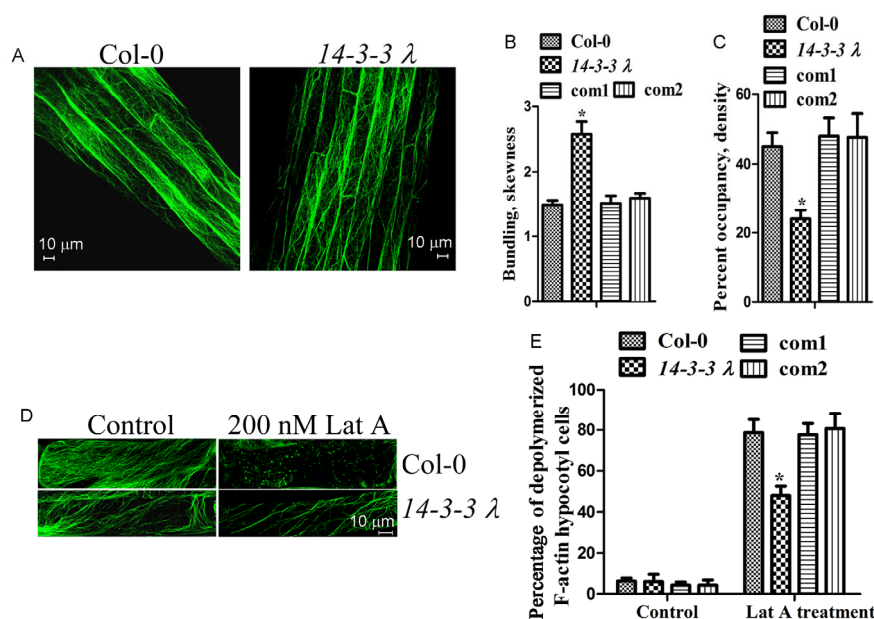 A
Col-0
14-3-3 λ
10 μm
10 μm
B
Col-0
14-3-3 λ
com1
com2
Bundling, skewness
3
2
1
0
*
C
Col-0
14-3-3 λ
com1
com2
Percent occupancy, density
60
40
20
0
*
D
Control
200 nM Lat A
Col-0
14-3-3 λ
10 μm
E
Col-0
com1
14-3-3 λ
com2
Percentage of depolymerized
F-actin hypocotyl cells
100
80
60
40
20
0
*
Control
Lat A treatment